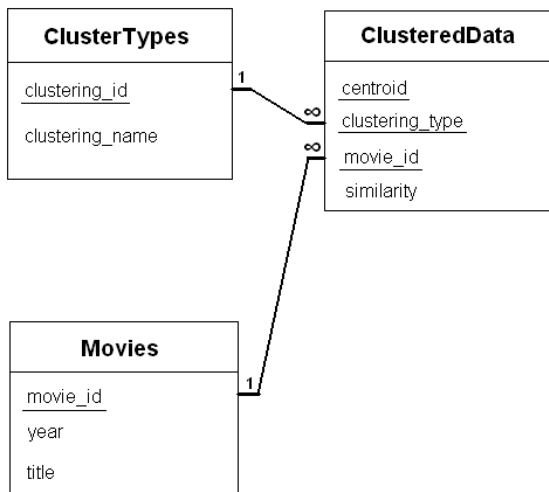 ClusterTypes
clustering_id
clustering_name
1
ClusteredData
centroid
∞
clustering_type
∞
movie_id
similarity
Movies
movie_id
year
title
1